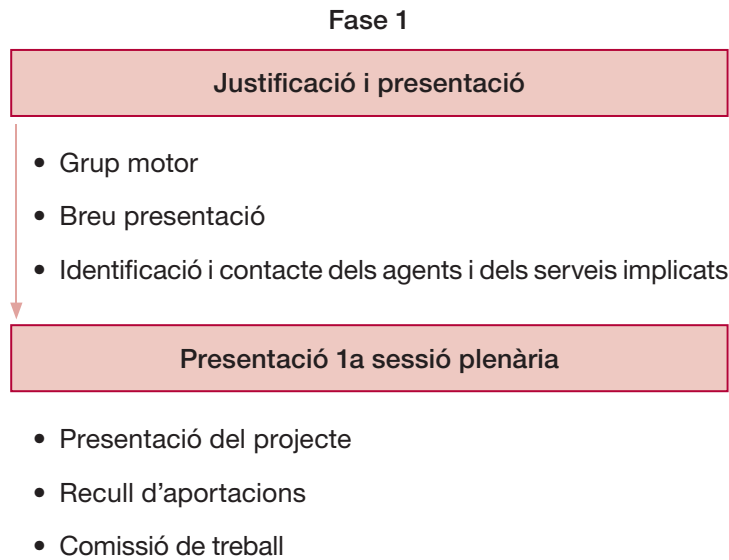 Fase 1
Justificació i presentació
• Grup motor
• Breu presentació
• Identificació i contacte dels agents i dels serveis implicats
Presentació 1a sessió plenària
• Presentació del projecte
• Recull d’aportacions
• Comissió de treball